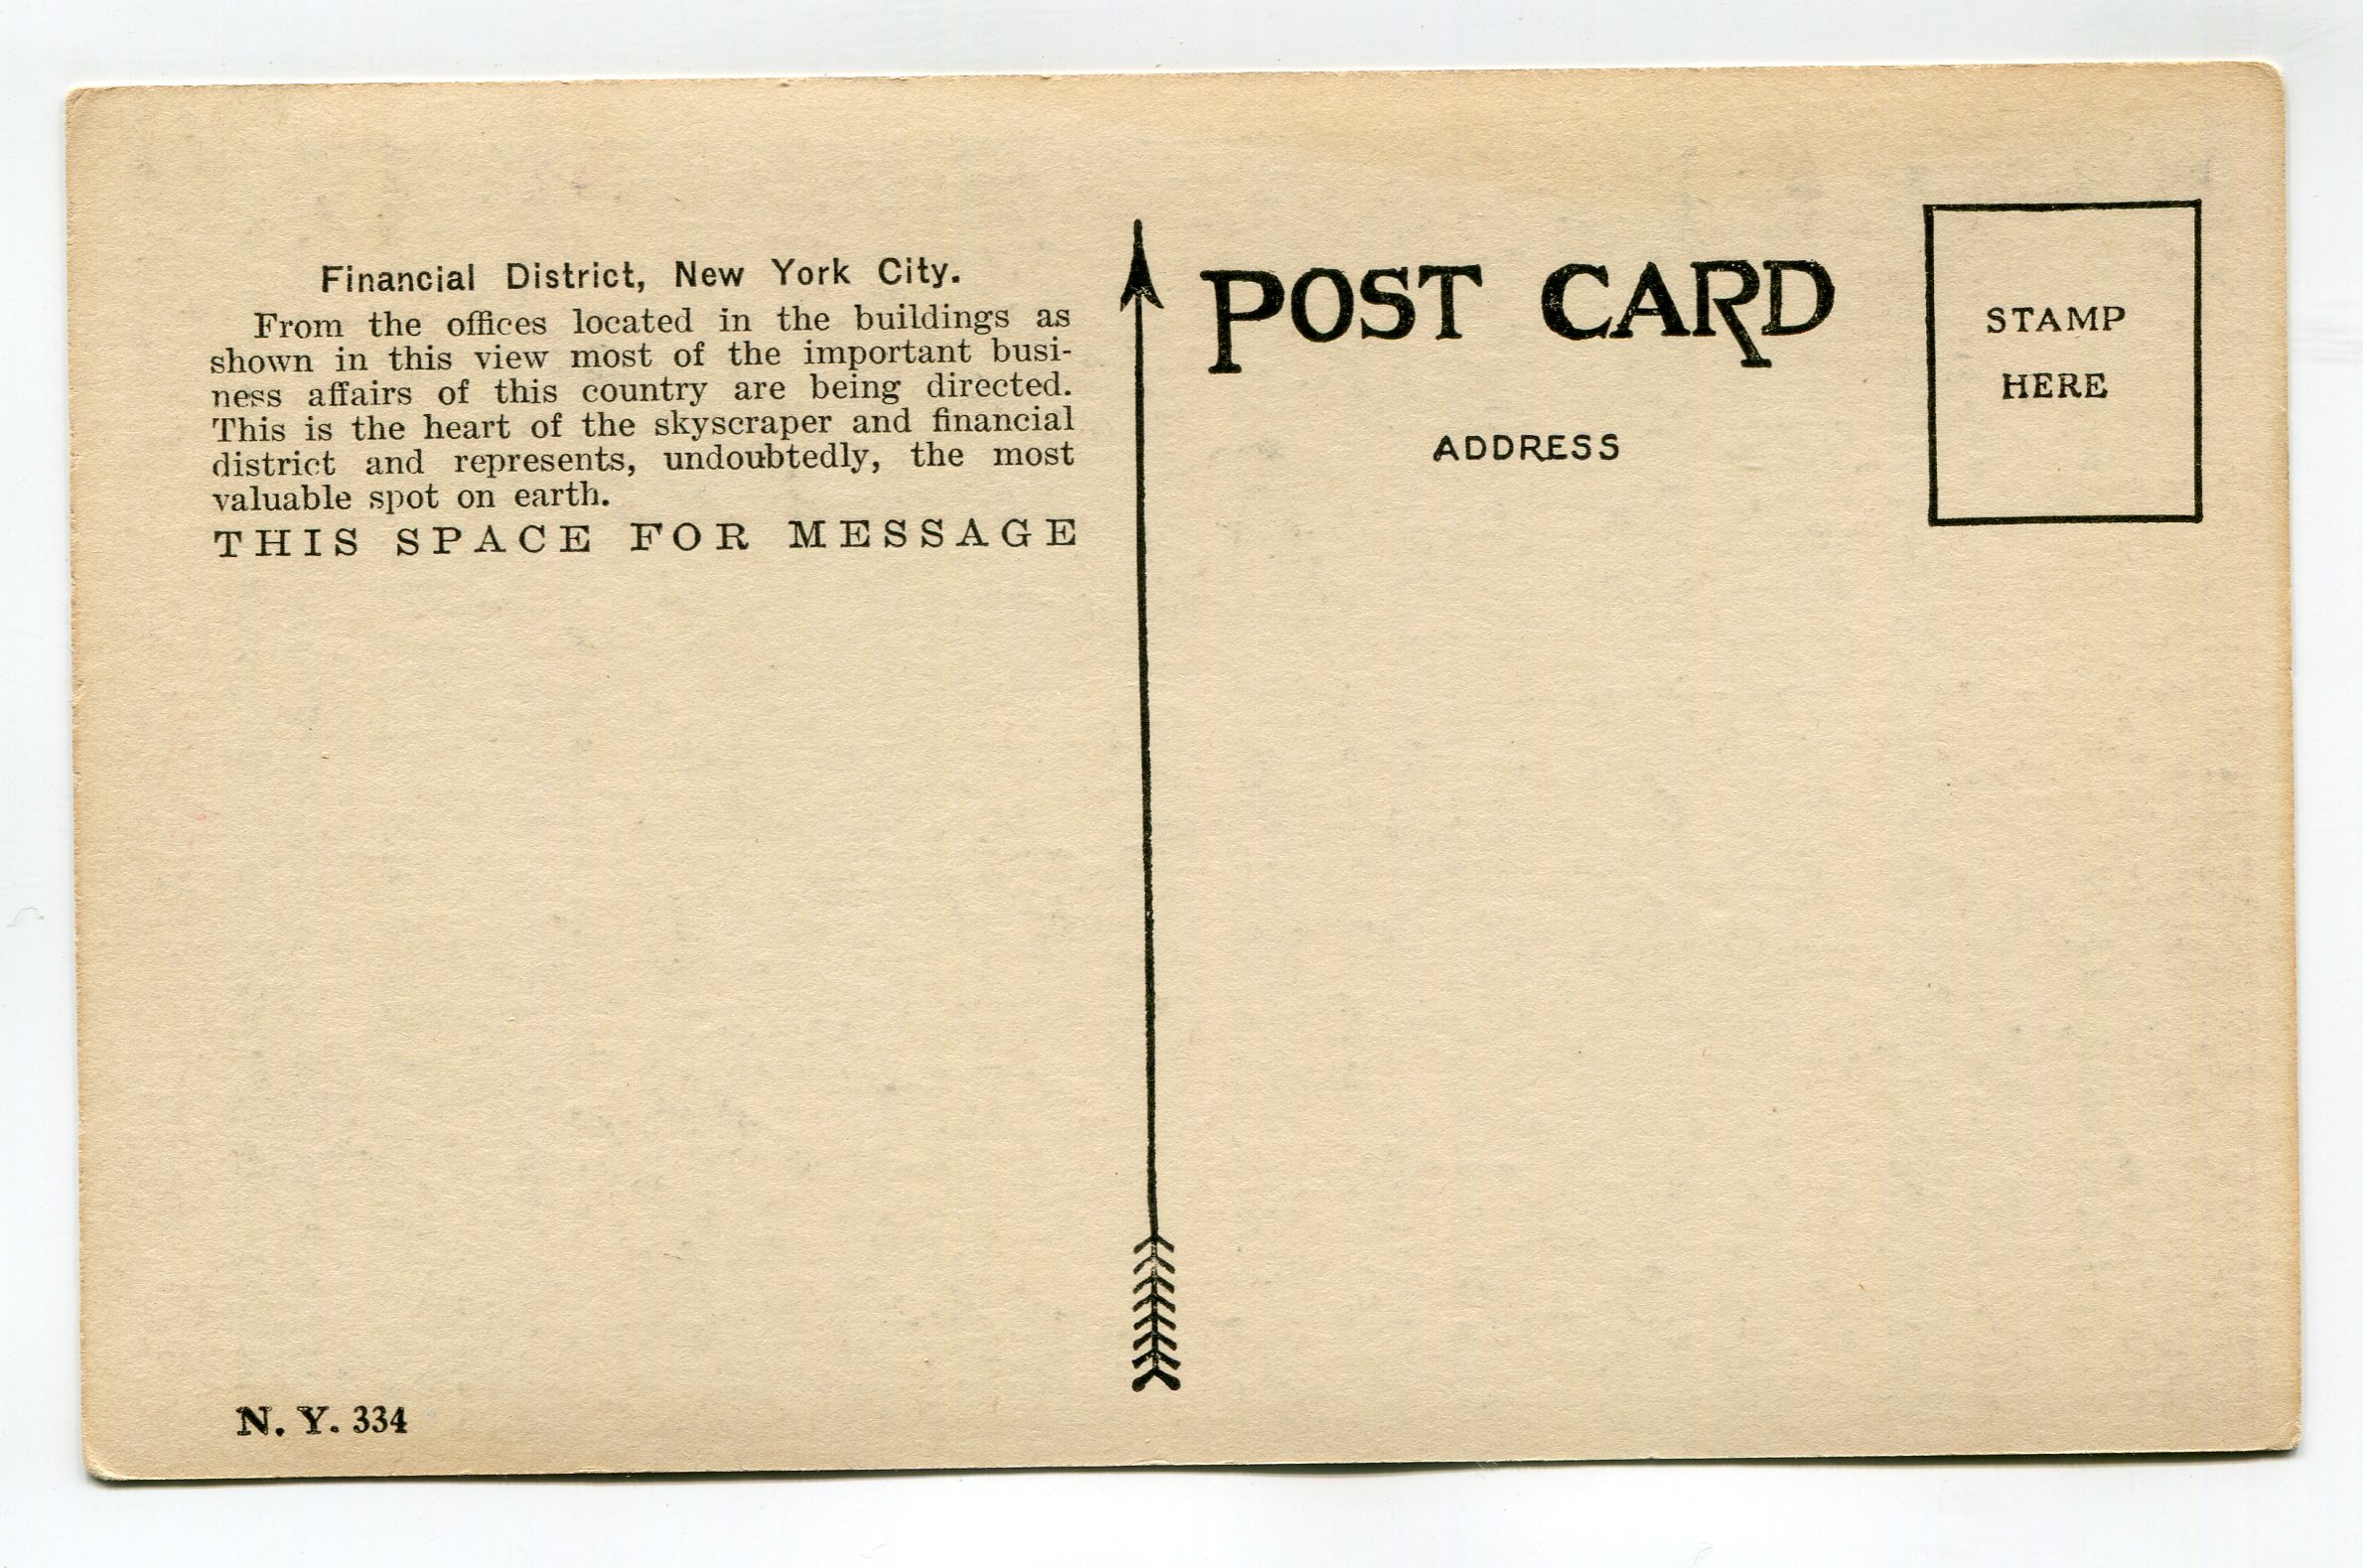 Financial District, New York City.
From the offices located in the buildings as
shown in this view most of the important busi-
ness affairs of this country are being directed.
This is the heart of the skyscraper and financial
district and represents, undoubtedly, the most
valuable spot on earth.
THIS SPACE FOR MESSAGE
N. Y. 334
POST CARD
ADDRESS
STAMP
HERE